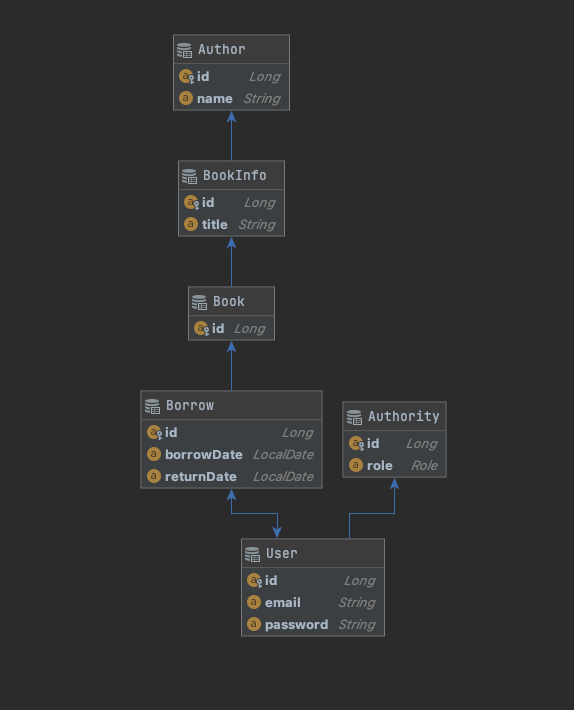 Author
id Long
name String
BookInfo
id Long
title String
Book
id Long
Borrow
id Long
borrowDate LocalDate
returnDate LocalDate
Authority
id Long
role Role
User
id Long
email String
password String